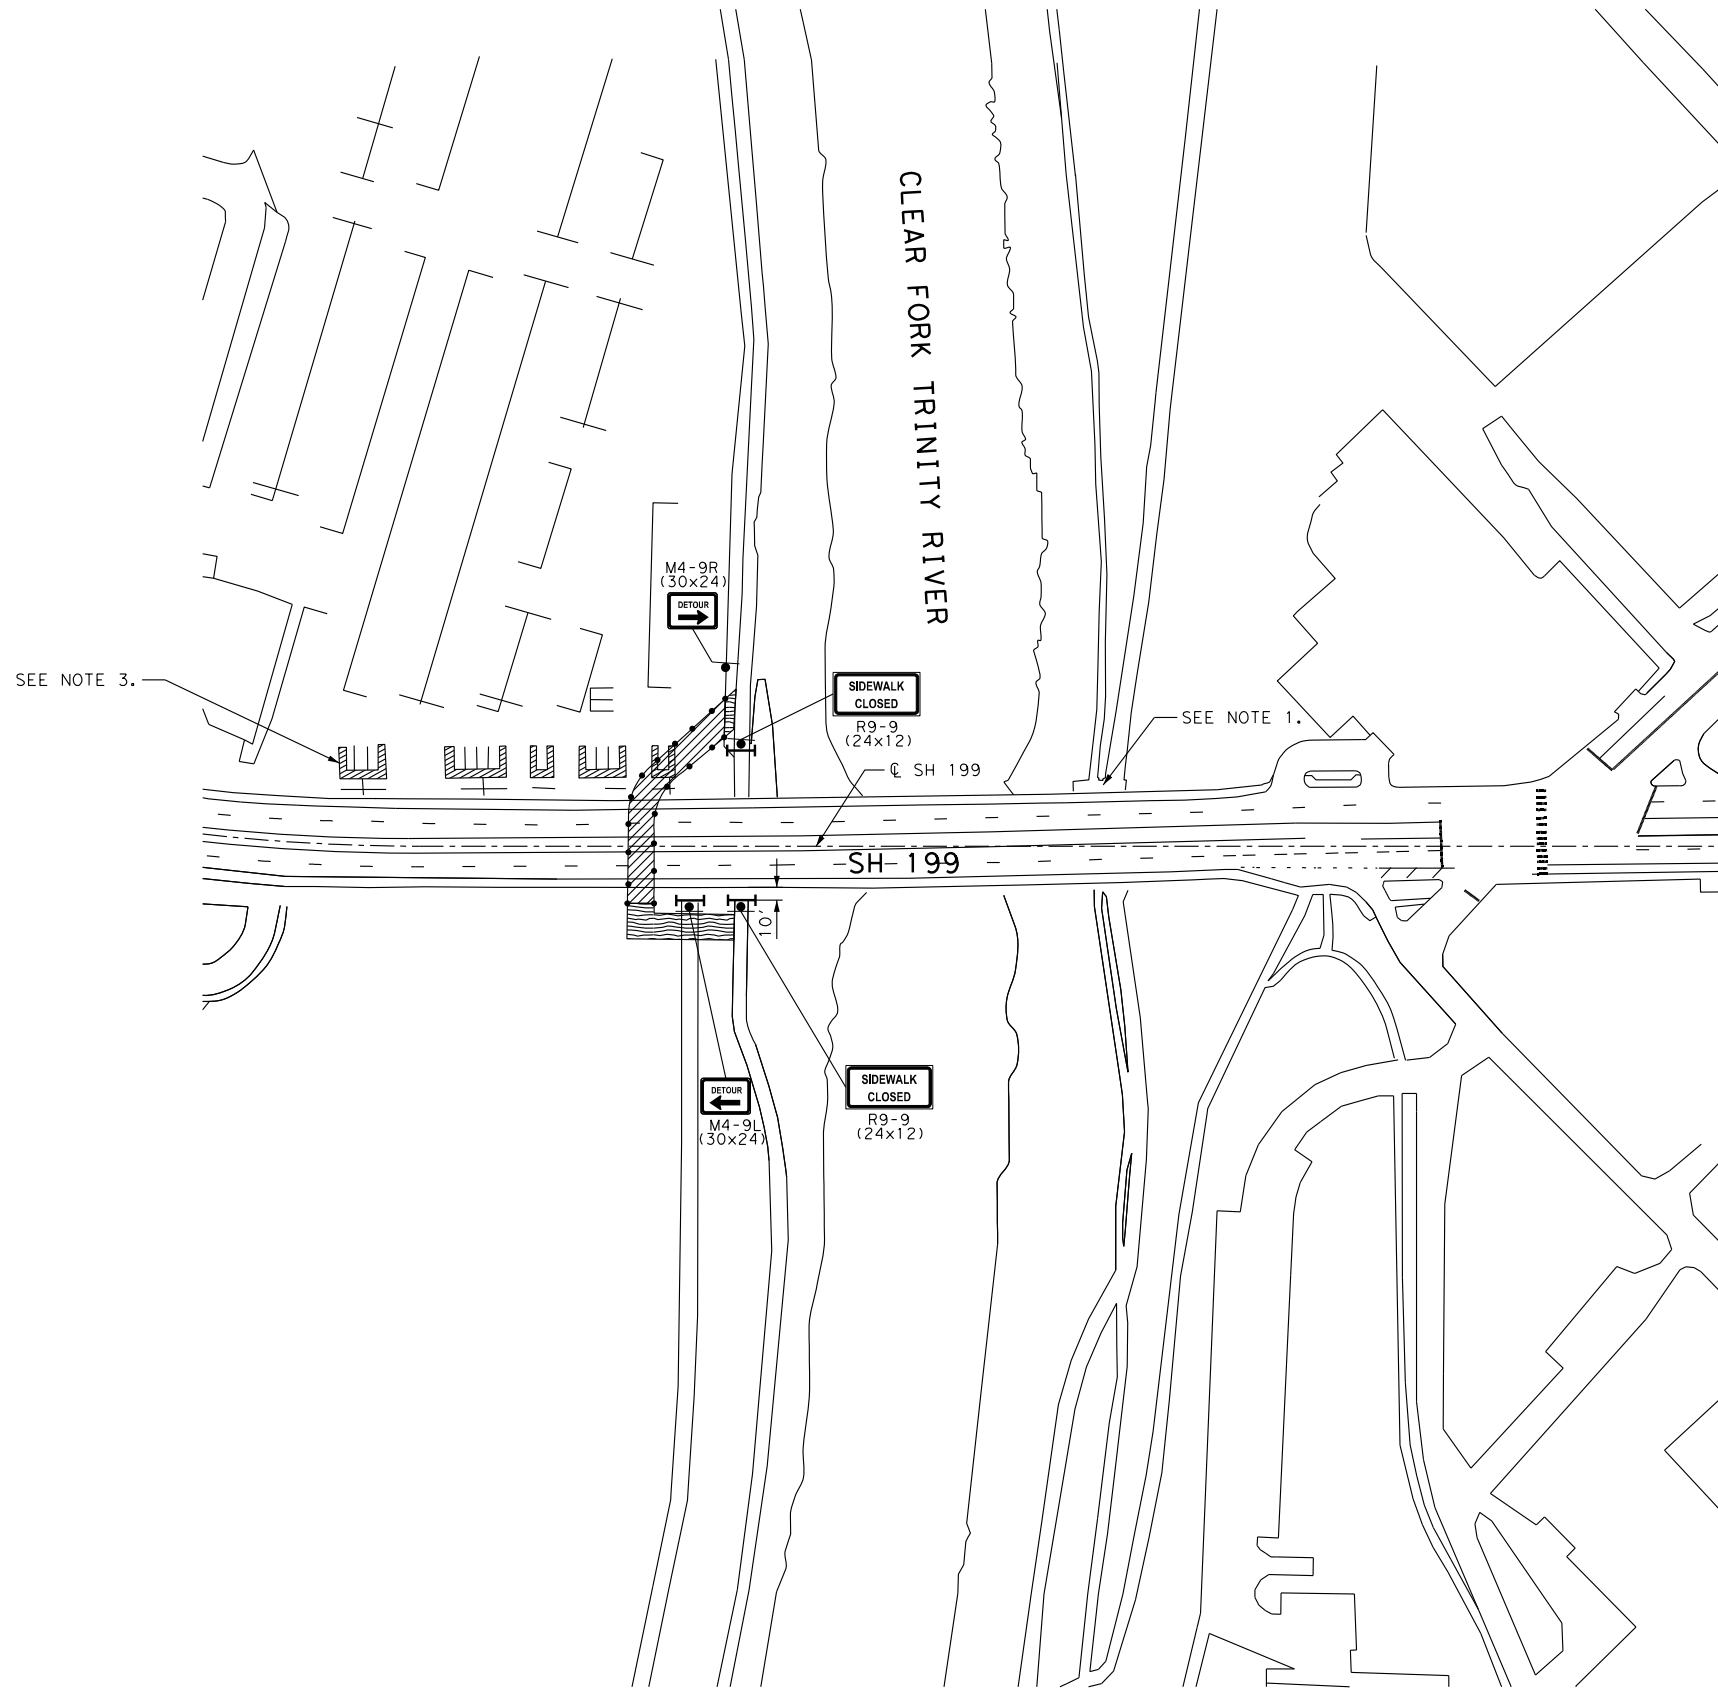 CLEAR FORK TRINITY RIVER
M4-9R
(30x24)
DETOUR
SEE NOTE 3.
SIDEWALK
CLOSED
R9-9
(24x12)
SEE NOTE 1.
℄ SH 199
SH 199
10'
DETOUR
M4-9L
(30x24)
SIDEWALK
CLOSED
R9-9
(24x12)